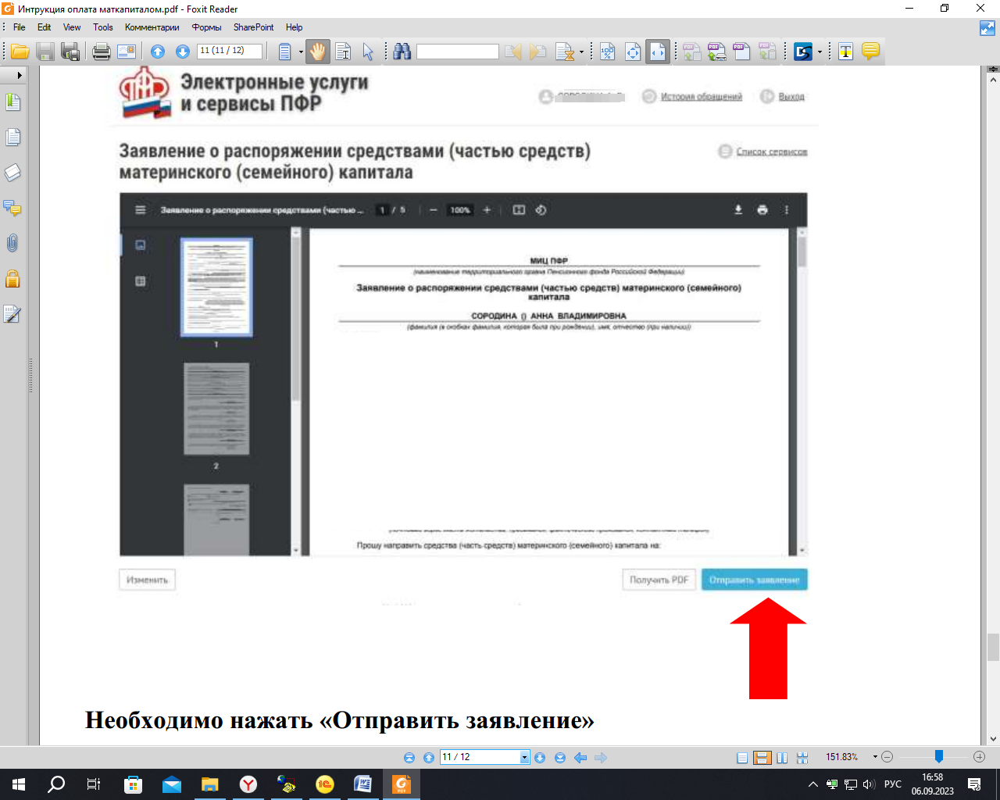 Интрукция оплата маткапиталом.pdf - Foxit Reader
File Edit View Tools Комментарии Формы SharePoint Help
11 (11 / 12)
Электронные услуги
и сервисы ПФР
История обращений
Выход
Заявление о распоряжении средствами (частью средств)
материнского (семейного) капитала
Список сервисов
Заявление о распоряжении средствами (частью ...
1 / 5
100%
МИЦ ПФР
(наименование территориального органа Пенсионного фонда Российской Федерации)
Заявление о распоряжении средствами (частью средств) материнского (семейного)
капитала
СОРОДИНА () АННА ВЛАДИМИРОВНА
(фамилия (в скобках фамилия, которая была при рождении), имя, отчество (при наличии))
1
2
Прошу направить средства (часть средств) материнского (семейного) капитала на:
Изменить
Получить PDF
Отправить заявление
Необходимо нажать «Отправить заявление»
11 / 12
151.83%
РУС
16:58
06.09.2023